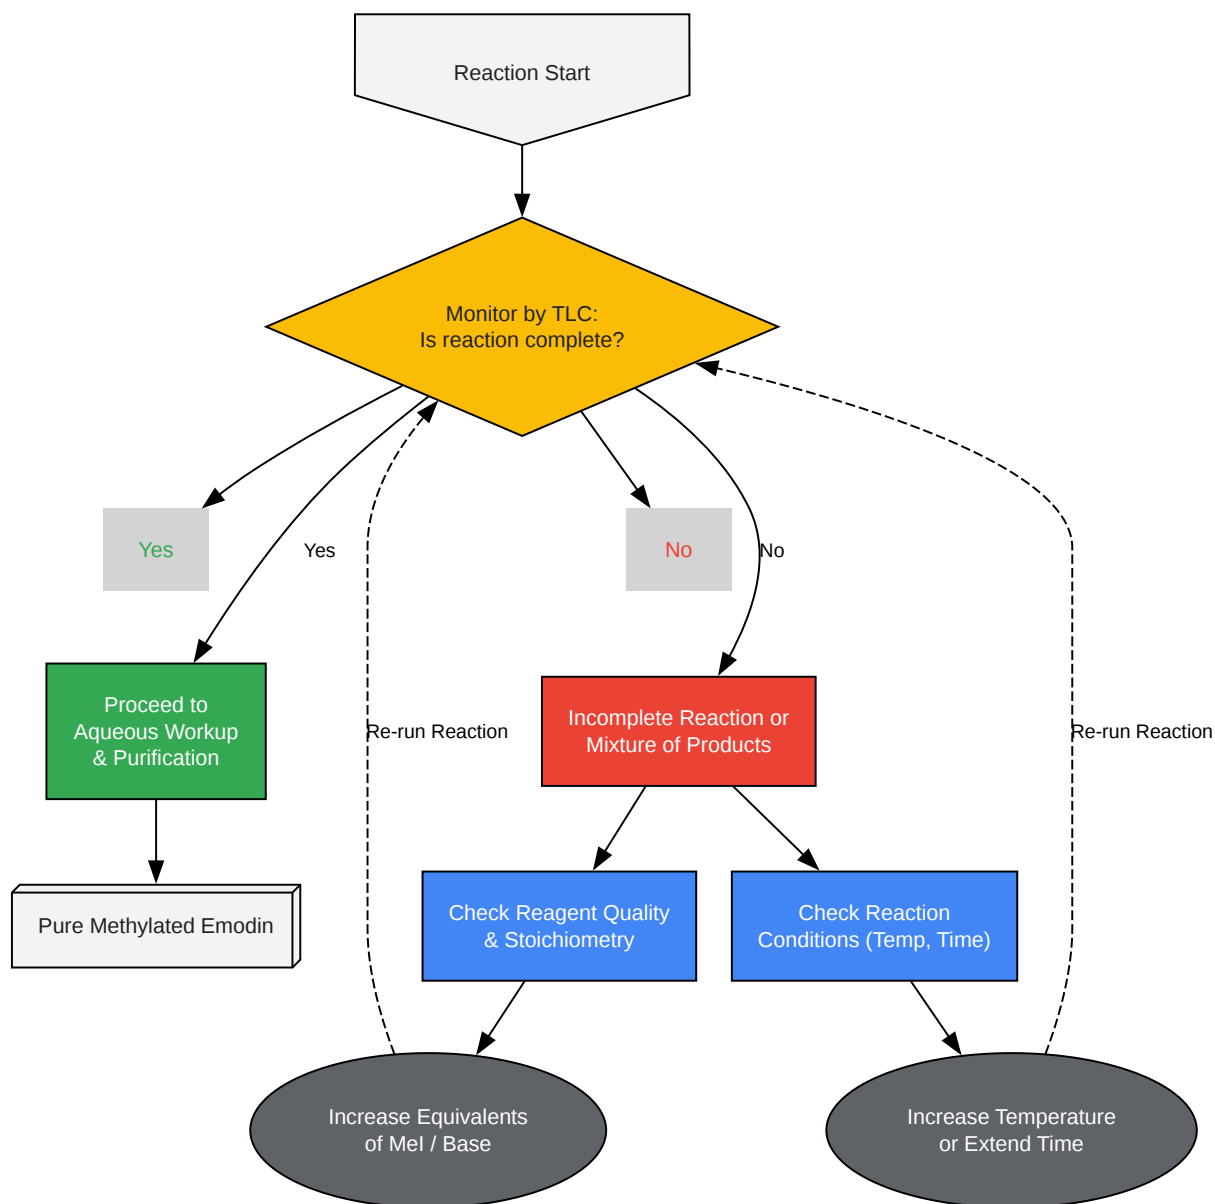 Reaction Start
Monitor by TLC:
Is reaction complete?
Yes
Yes
No
No
Proceed to
Aqueous Workup
& Purification
Re-run Reaction
Incomplete Reaction or
Mixture of Products
Re-run Reaction
Pure Methylated Emodin
Check Reagent Quality
& Stoichiometry
Check Reaction
Conditions (Temp, Time)
Increase Equivalents
of MeI / Base
Increase Temperature
or Extend Time